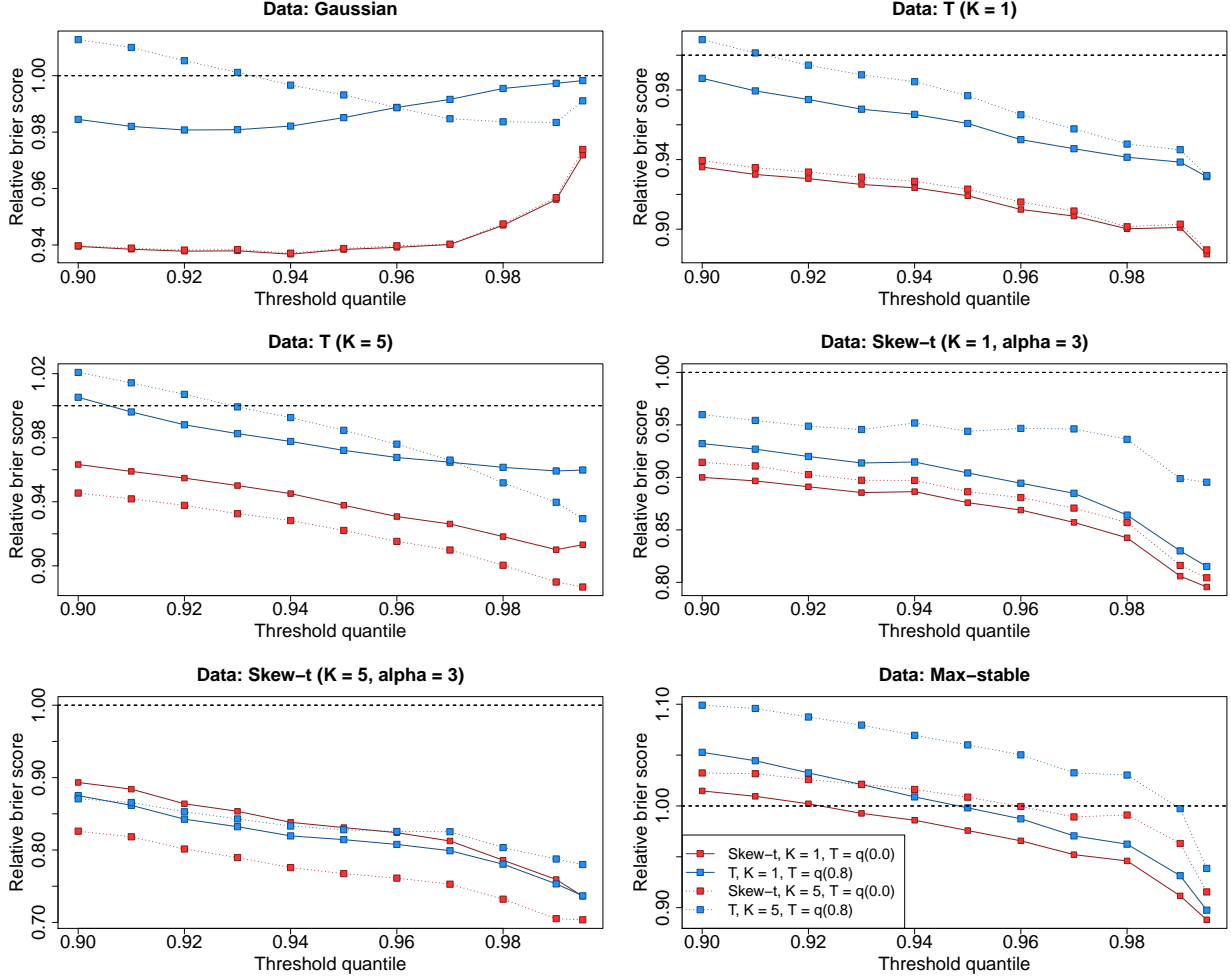 Data: Gaussian
Relative brier score
1.00
0.98
0.96
0.94
0.90 0.92 0.94 0.96 0.98
Threshold quantile
Data: T (K = 1)
Relative brier score
0.98
0.94
0.90
0.90 0.92 0.94 0.96 0.98
Threshold quantile
Data: T (K = 5)
Relative brier score
1.02
0.98
0.94
0.90
0.90 0.92 0.94 0.96 0.98
Threshold quantile
Data: Skew−t (K = 1, alpha = 3)
Relative brier score
1.00
0.95
0.90
0.85
0.80
0.90 0.92 0.94 0.96 0.98
Threshold quantile
Data: Skew−t (K = 5, alpha = 3)
Relative brier score
1.00
0.90
0.80
0.70
0.90 0.92 0.94 0.96 0.98
Threshold quantile
Data: Max−stable
Relative brier score
1.10
1.00
0.90
Skew−t, K = 1, T = q(0.0)
T, K = 1, T = q(0.8)
Skew−t, K = 5, T = q(0.0)
T, K = 5, T = q(0.8)
0.90 0.92 0.94 0.96 0.98
Threshold quantile